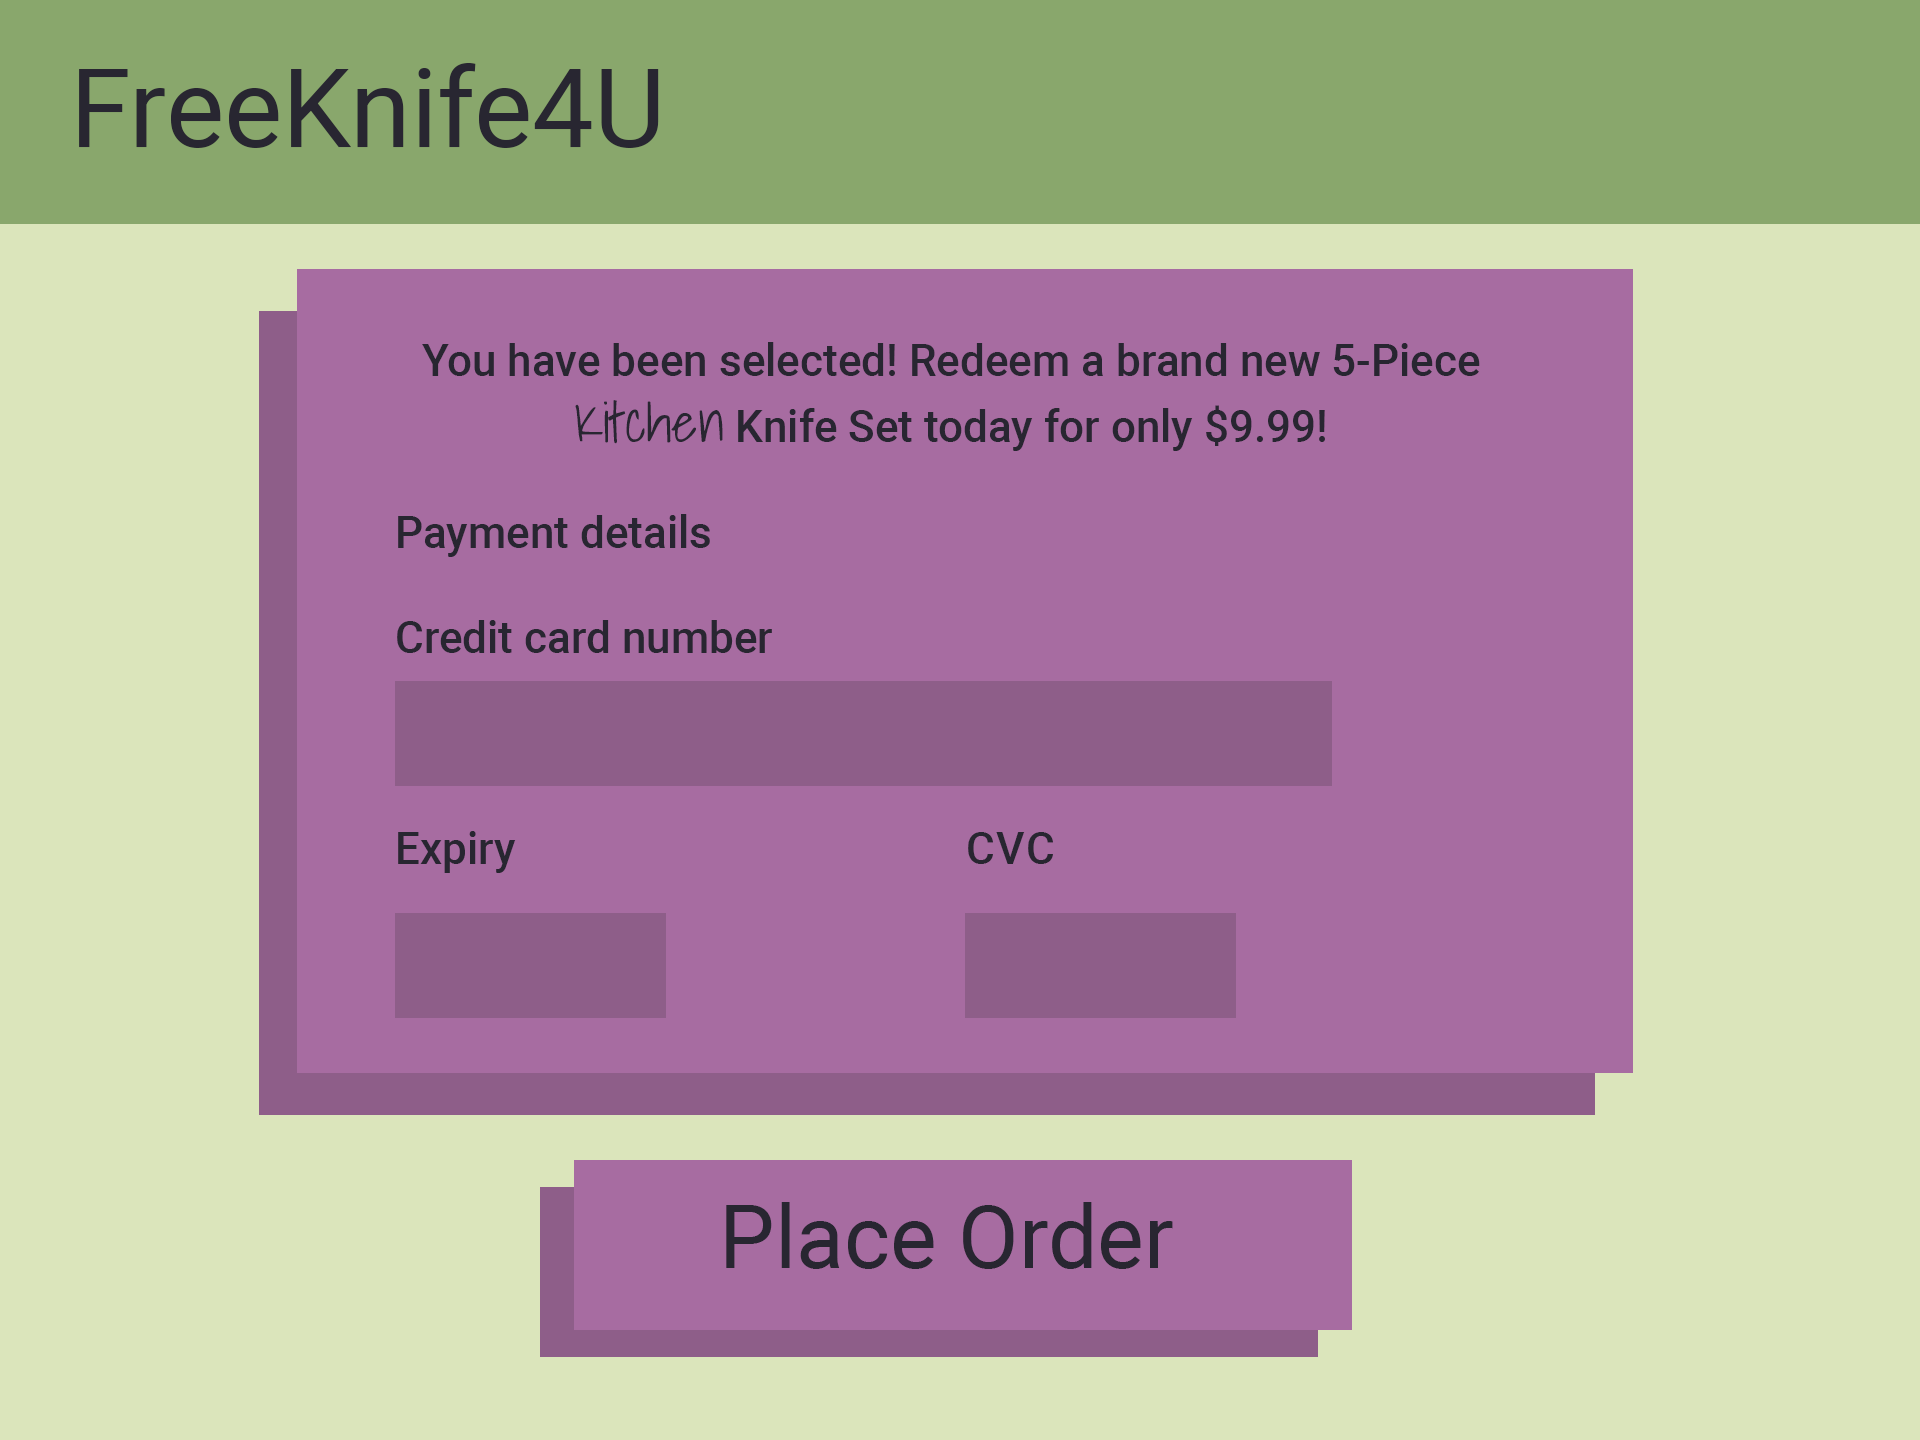 FreeKnife4U
You have been selected! Redeem a brand new 5-Piece
Kitchen Knife Set today for only $9.99!
Payment details
Credit card number
Expiry
CVC
Place Order